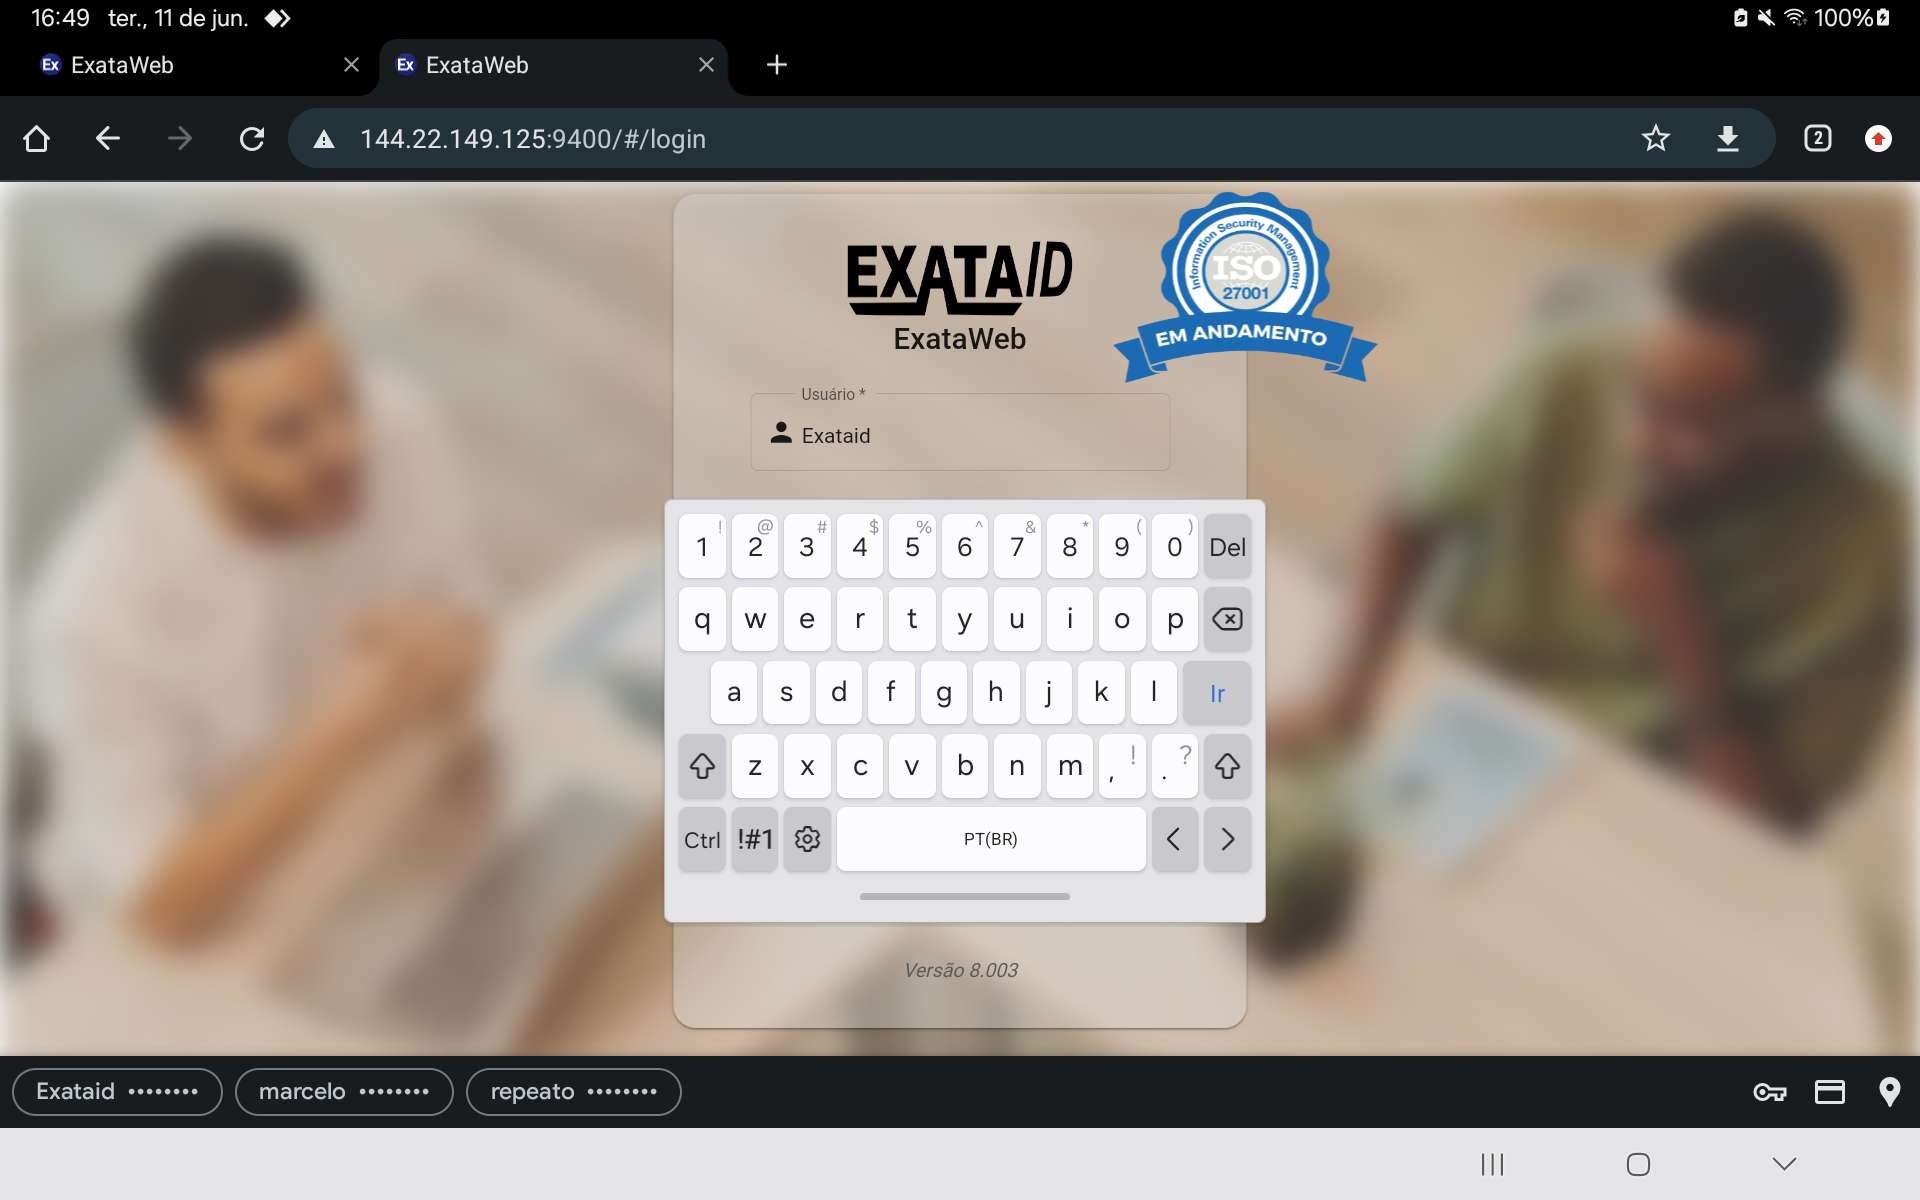 16:49 ter., 11 de jun.
100%
Ex ExataWeb
Ex ExataWeb
144.22.149.125:9400/#/login
2
EXATAID
ExataWeb
Information Security Management
ISO
27001
EM ANDAMENTO
Usuário *
Exataid
! @ # $ % ^ & * ( )
1 2 3 4 5 6 7 8 9 0 Del
q w e r t y u i o p
a s d f g h j k l Ir
z x c v b n m , ! . ?
Ctrl !#1 PT(BR) < >
Versão 8.003
Exataid ••••••••
marcelo ••••••••
repeato ••••••••